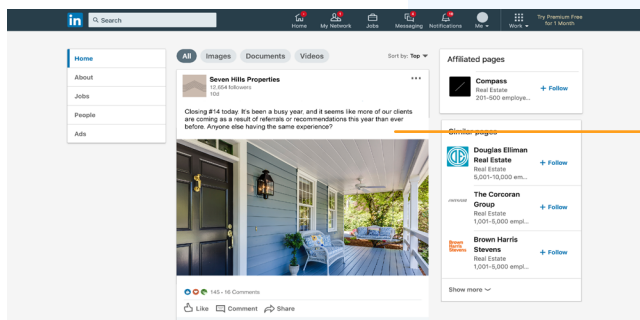 in
Search
Home
My Network
Jobs
Messaging
Notifications
Me
Work
Try Premium Free
for 1 Month
Home
About
Jobs
People
Ads
All
Images
Documents
Videos
Sort by: Top
Seven Hills Properties
12,654 followers
10d
Closing #14 today. It's been a busy year, and it seems like more of our clients
are coming as a result of referrals or recommendations this year than ever
before. Anyone else having the same experience?
145 • 16 Comments
Like
Comment
Share
Affiliated pages
Compass
Real Estate
201-500 employe...
+ Follow
Similar pages
Douglas Elliman
Real Estate
Real Estate
5,001-10,000 em...
+ Follow
The Corcoran
Group
Real Estate
1,001-5,000 empl...
+ Follow
Brown
Harris
Stevens
Brown Harris
Stevens
Real Estate
1,001-5,000 empl...
+ Follow
Show more